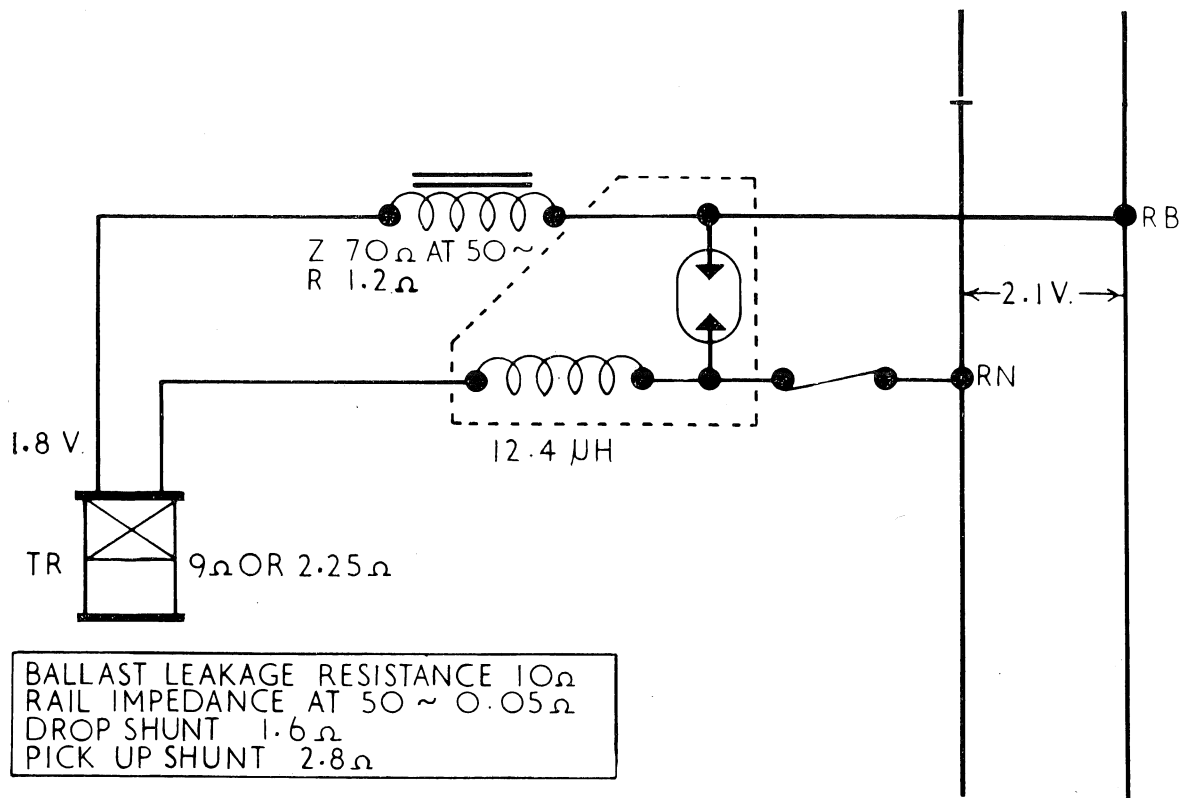 RB
Z 70Ω AT 50~
R 1.2Ω
2.1V.
RN
12.4 µH
1.8 V.
TR
9Ω OR 2.25Ω
BALLAST LEAKAGE RESISTANCE 10Ω
RAIL IMPEDANCE AT 50 ~ 0.05Ω
DROP SHUNT 1.6Ω
PICK UP SHUNT 2.8Ω